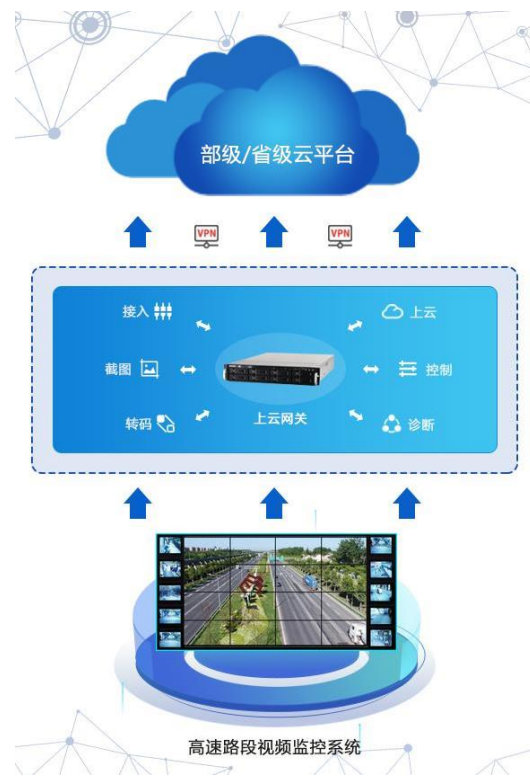 部级/省级云平台
VPN
VPN
接入
上云
截图
控制
转码
诊断
上云网关
高速路段视频监控系统